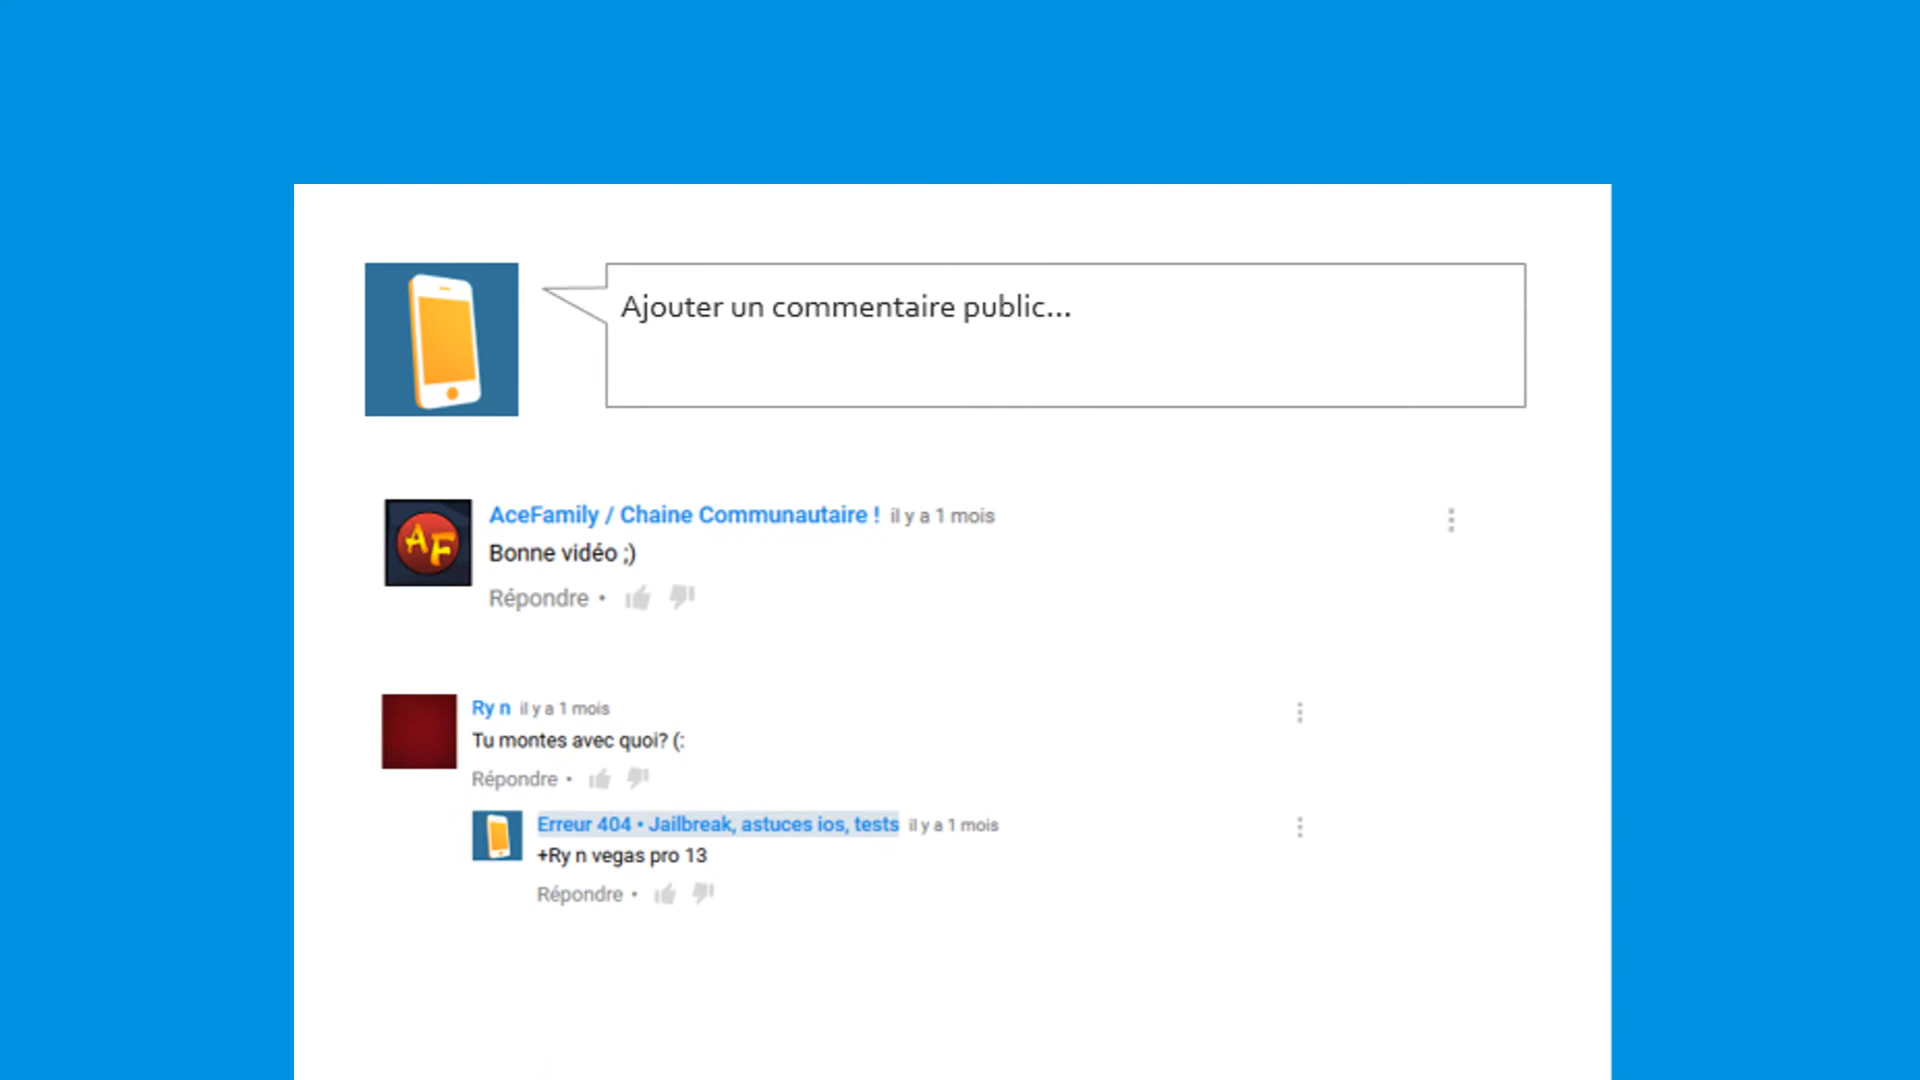 Ajouter un commentaire public...
AceFamily / Chaine Communautaire ! il y a 1 mois
AF
Bonne vidéo ;)
Répondre •
Ry n il y a 1 mois
Tu montes avec quoi? (:
Répondre •
Erreur 404 • Jailbreak, astuces ios, tests il y a 1 mois
+Ry n vegas pro 13
Répondre •